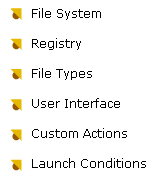 File System
Registry
File Types
User Interface
Custom Actions
Launch Conditions